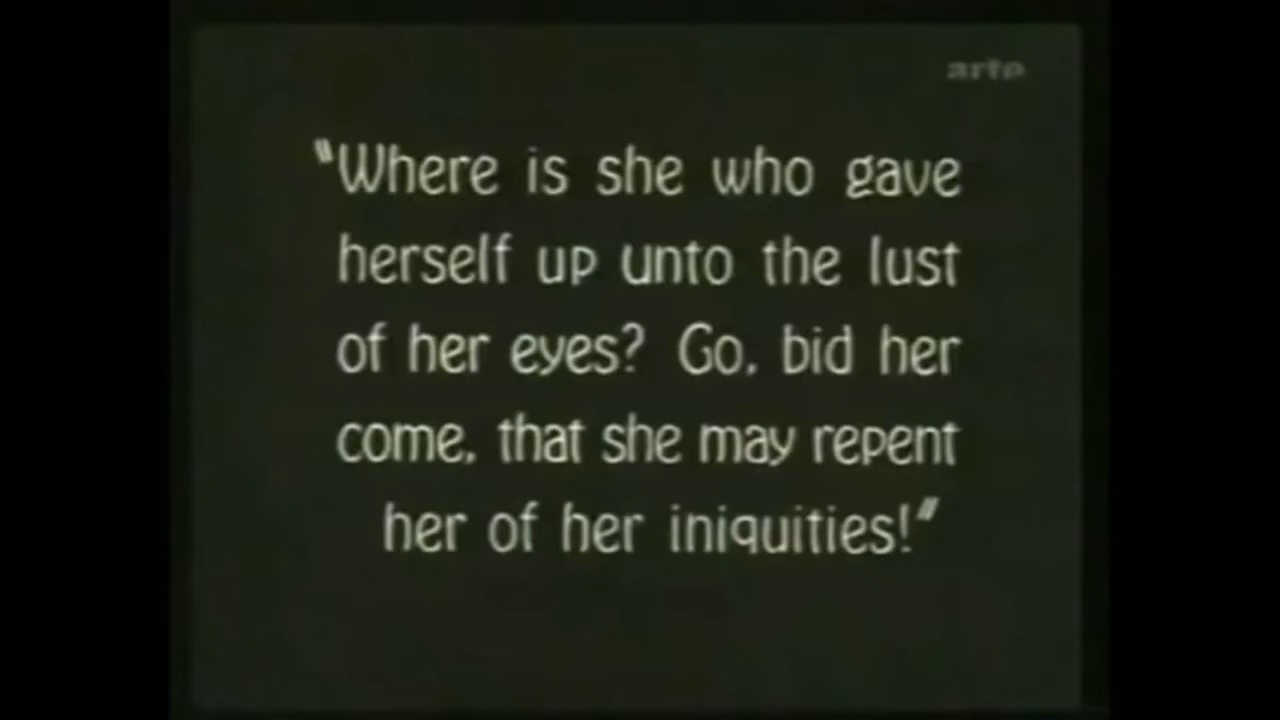 arte
"Where is she who gave
herself up unto the lust
of her eyes? Go, bid her
come, that she may repent
her of her iniquities!"